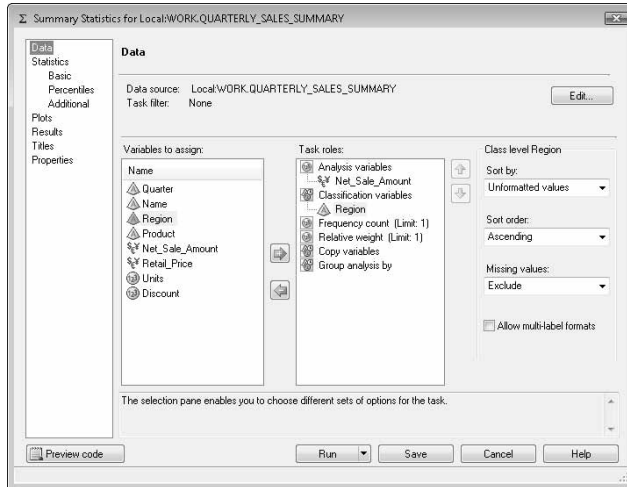 Σ Summary Statistics for Local:WORK.QUARTERLY_SALES_SUMMARY
Data
Statistics
Basic
Percentiles
Additional
Plots
Results
Titles
Properties
Data
Data source: Local:WORK.QUARTERLY_SALES_SUMMARY
Task filter: None
Edit...
Variables to assign:
Name
Quarter
Name
Region
Product
Net_Sale_Amount
Retail_Price
Units
Discount
Task roles:
Analysis variables
Net_Sale_Amount
Classification variables
Region
Frequency count (Limit: 1)
Relative weight (Limit: 1)
Copy variables
Group analysis by
Class level Region
Sort by:
Unformatted values
Sort order:
Ascending
Missing values:
Exclude
Allow multi-label formats
The selection pane enables you to choose different sets of options for the task.
Preview code
Run
Save
Cancel
Help